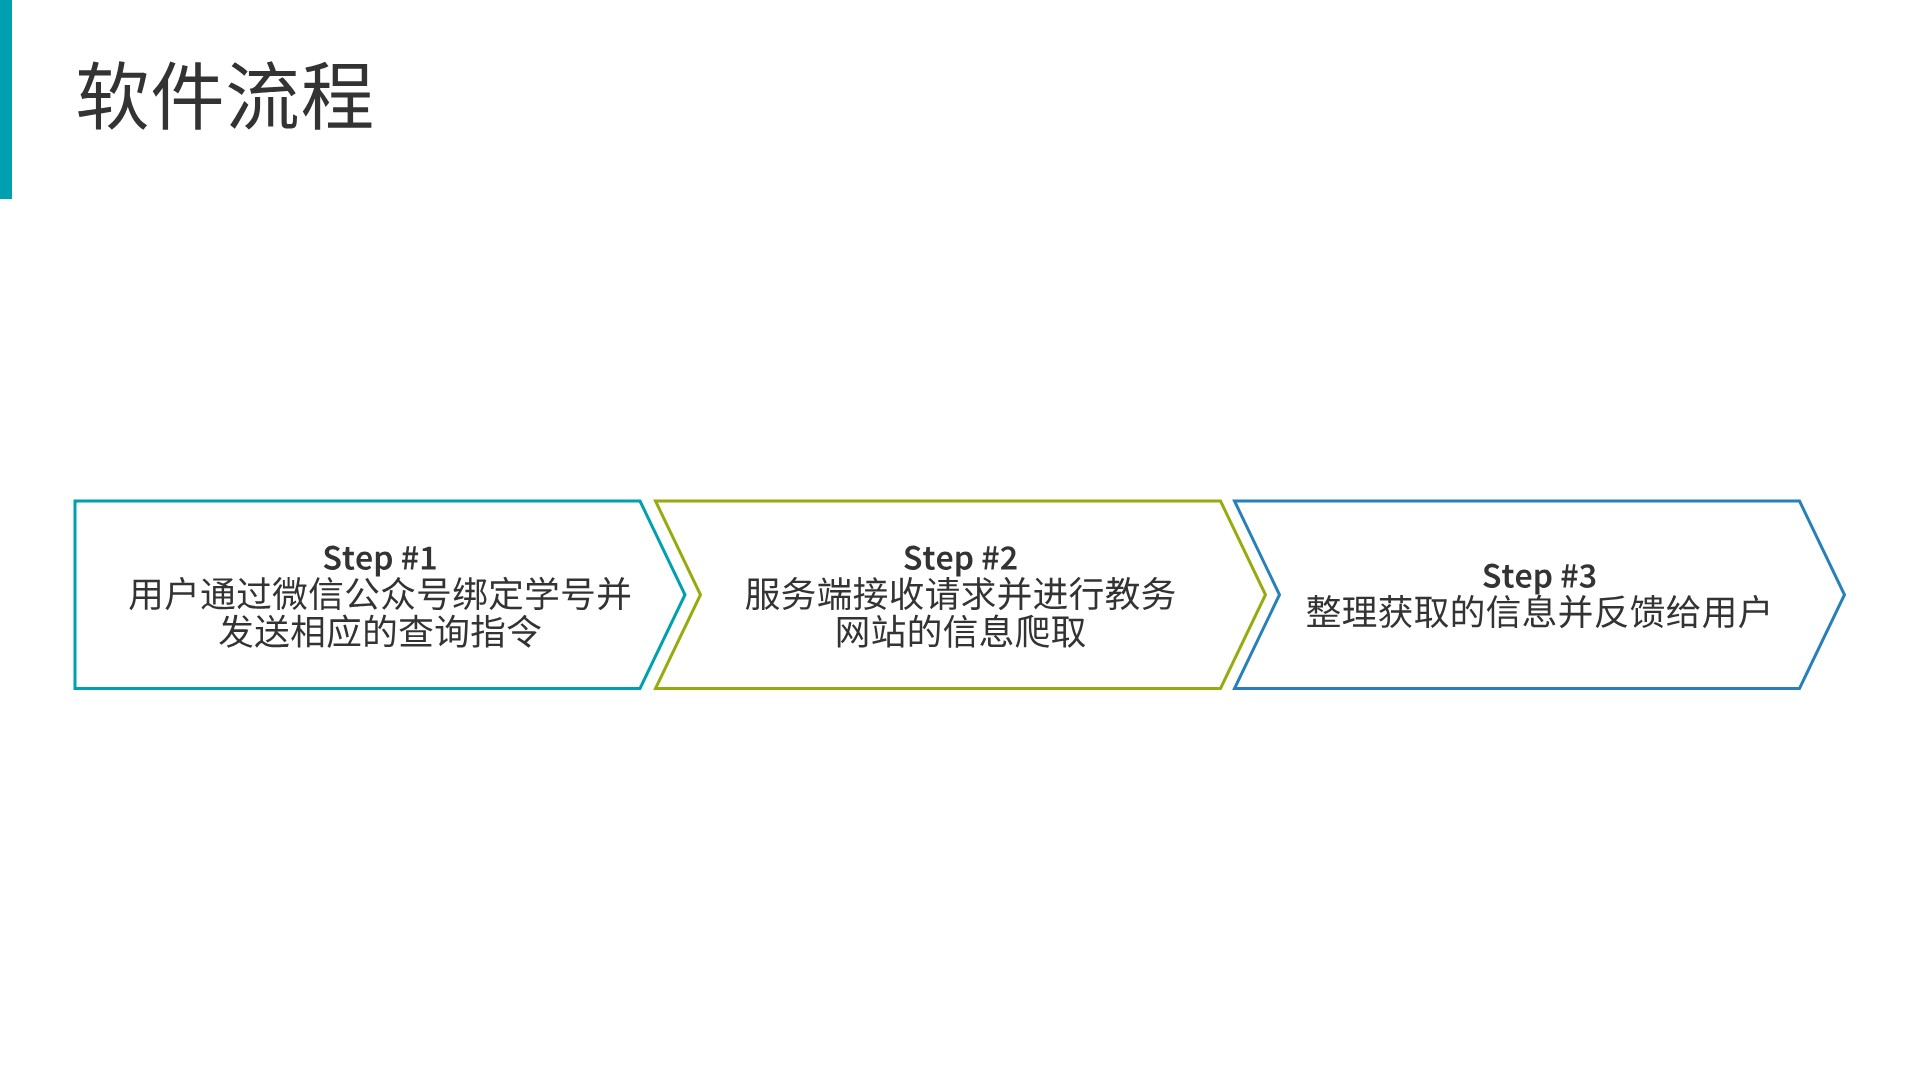 软件流程
Step #1
用户通过微信公众号绑定学号并
发送相应的查询指令
Step #2
服务端接收请求并进行教务
网站的信息爬取
Step #3
整理获取的信息并反馈给用户